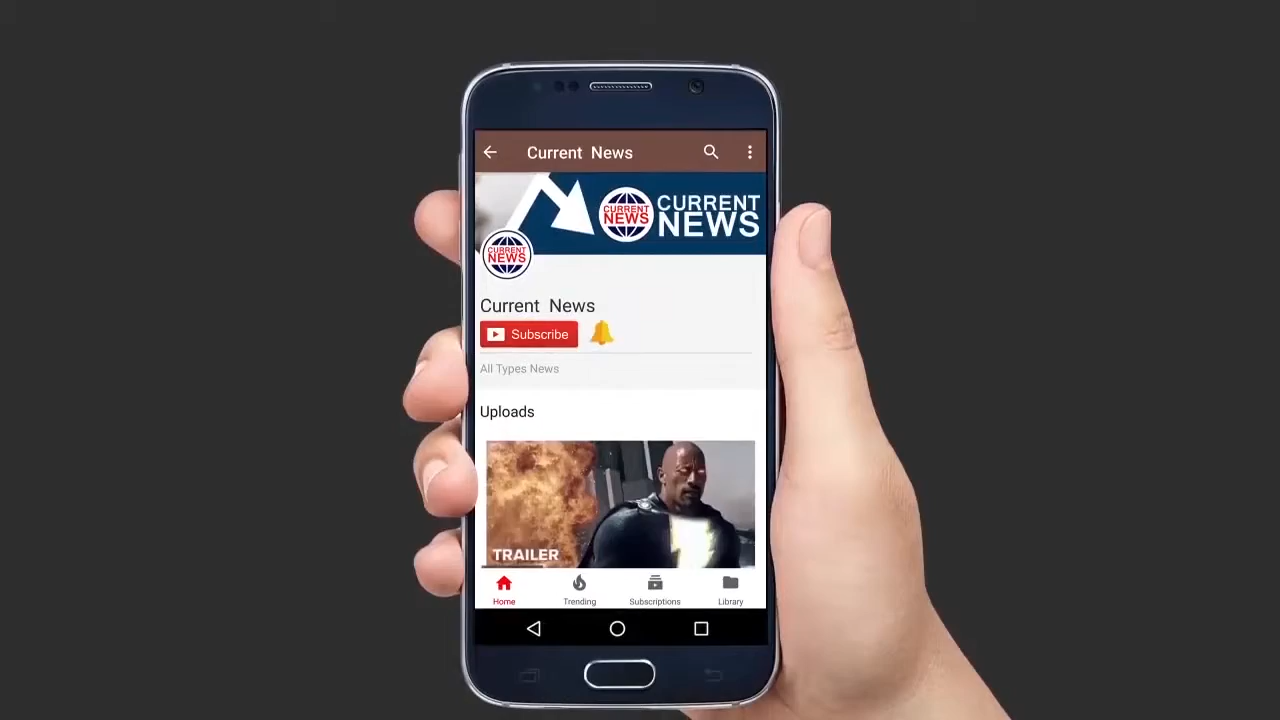 Current News
CURRENT
NEWS
CURRENT
NEWS
CURRENT
NEWS
Current News
Subscribe
All Types News
Uploads
TRAILER
Home
Trending
Subscriptions
Library